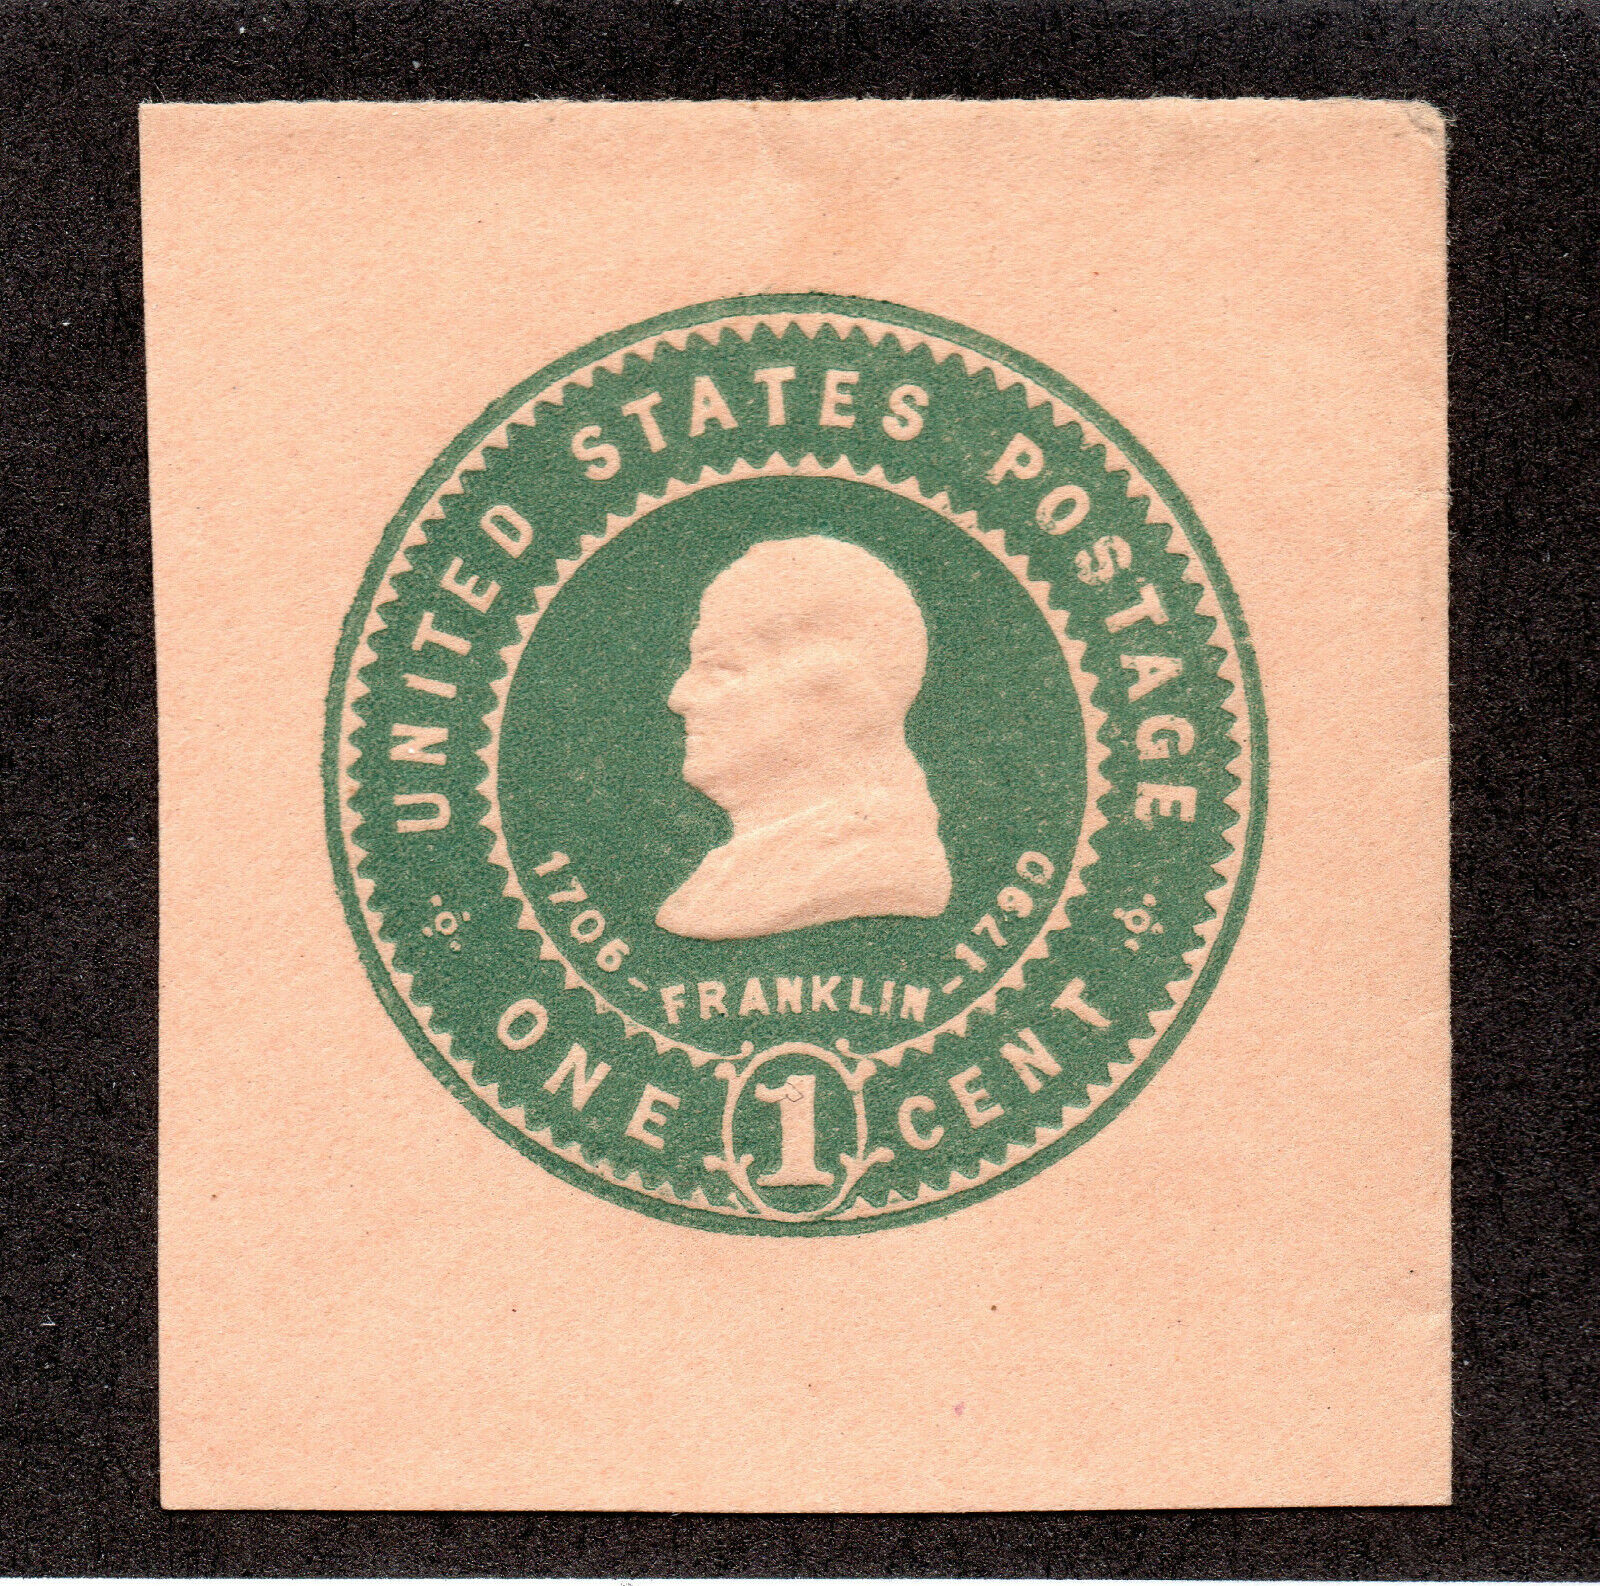 UNITED STATES POSTAGE
1706 - FRANKLIN - 1790
ONE 1 CENT